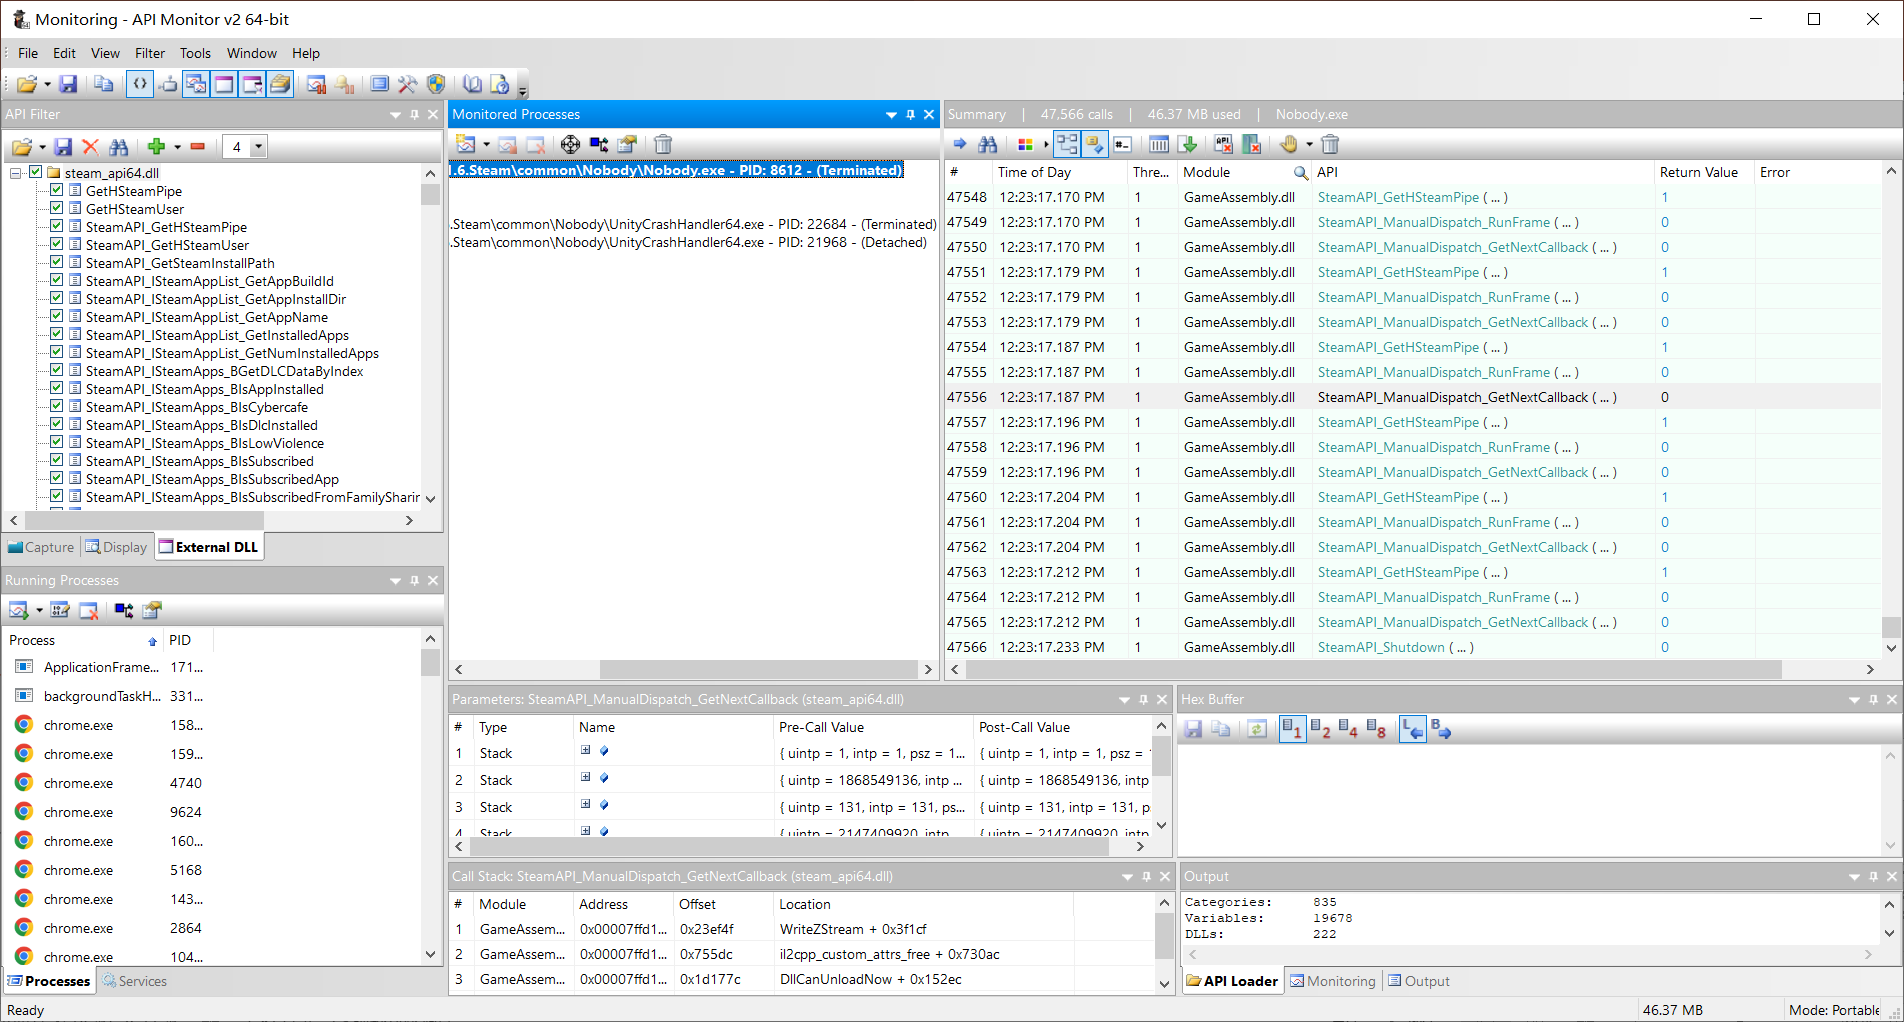 Monitoring - API Monitor v2 64-bit
File Edit View Filter Tools Window Help
API Filter
4
steam_api64.dll
GetHSteamPipe
GetHSteamUser
SteamAPI_GetHSteamPipe
SteamAPI_GetHSteamUser
SteamAPI_GetSteamInstallPath
SteamAPI_ISteamAppList_GetAppBuildId
SteamAPI_ISteamAppList_GetAppInstallDir
SteamAPI_ISteamAppList_GetAppName
SteamAPI_ISteamAppList_GetInstalledApps
SteamAPI_ISteamAppList_GetNumInstalledApps
SteamAPI_ISteamApps_BGetDLCDataByIndex
SteamAPI_ISteamApps_BIsAppInstalled
SteamAPI_ISteamApps_BIsCybercafe
SteamAPI_ISteamApps_BIsDlcInstalled
SteamAPI_ISteamApps_BIsLowViolence
SteamAPI_ISteamApps_BIsSubscribed
SteamAPI_ISteamApps_BIsSubscribedApp
SteamAPI_ISteamApps_BIsSubscribedFromFamilySharin
Capture Display External DLL
Running Processes
Process PID
ApplicationFrame... 171...
backgroundTaskH... 331...
chrome.exe 158...
chrome.exe 159...
chrome.exe 4740
chrome.exe 9624
chrome.exe 160...
chrome.exe 5168
chrome.exe 143...
chrome.exe 2864
chrome.exe 104...
Processes Services
Monitored Processes
1.6.Steam\common\Nobody\Nobody.exe - PID: 8612 - (Terminated)
.Steam\common\Nobody\UnityCrashHandler64.exe - PID: 22684 - (Terminated)
.Steam\common\Nobody\UnityCrashHandler64.exe - PID: 21968 - (Detached)
Summary | 47,566 calls | 46.37 MB used | Nobody.exe
# Time of Day Thre... Module API Return Value Error
47548 12:23:17.170 PM 1 GameAssembly.dll SteamAPI_GetHSteamPipe ( ... ) 1
47549 12:23:17.170 PM 1 GameAssembly.dll SteamAPI_ManualDispatch_RunFrame ( ... ) 0
47550 12:23:17.170 PM 1 GameAssembly.dll SteamAPI_ManualDispatch_GetNextCallback ( ... ) 0
47551 12:23:17.179 PM 1 GameAssembly.dll SteamAPI_GetHSteamPipe ( ... ) 1
47552 12:23:17.179 PM 1 GameAssembly.dll SteamAPI_ManualDispatch_RunFrame ( ... ) 0
47553 12:23:17.179 PM 1 GameAssembly.dll SteamAPI_ManualDispatch_GetNextCallback ( ... ) 0
47554 12:23:17.187 PM 1 GameAssembly.dll SteamAPI_GetHSteamPipe ( ... ) 1
47555 12:23:17.187 PM 1 GameAssembly.dll SteamAPI_ManualDispatch_RunFrame ( ... ) 0
47556 12:23:17.187 PM 1 GameAssembly.dll SteamAPI_ManualDispatch_GetNextCallback ( ... ) 0
47557 12:23:17.196 PM 1 GameAssembly.dll SteamAPI_GetHSteamPipe ( ... ) 1
47558 12:23:17.196 PM 1 GameAssembly.dll SteamAPI_ManualDispatch_RunFrame ( ... ) 0
47559 12:23:17.196 PM 1 GameAssembly.dll SteamAPI_ManualDispatch_GetNextCallback ( ... ) 0
47560 12:23:17.204 PM 1 GameAssembly.dll SteamAPI_GetHSteamPipe ( ... ) 1
47561 12:23:17.204 PM 1 GameAssembly.dll SteamAPI_ManualDispatch_RunFrame ( ... ) 0
47562 12:23:17.204 PM 1 GameAssembly.dll SteamAPI_ManualDispatch_GetNextCallback ( ... ) 0
47563 12:23:17.212 PM 1 GameAssembly.dll SteamAPI_GetHSteamPipe ( ... ) 1
47564 12:23:17.212 PM 1 GameAssembly.dll SteamAPI_ManualDispatch_RunFrame ( ... ) 0
47565 12:23:17.212 PM 1 GameAssembly.dll SteamAPI_ManualDispatch_GetNextCallback ( ... ) 0
47566 12:23:17.233 PM 1 GameAssembly.dll SteamAPI_Shutdown ( ... ) 0
Parameters: SteamAPI_ManualDispatch_GetNextCallback (steam_api64.dll)
# Type Name Pre-Call Value Post-Call Value
1 Stack { uintp = 1, intp = 1, psz = 1... { uintp = 1, intp = 1, psz = 1
2 Stack { uintp = 1868549136, intp ... { uintp = 1868549136, intp
3 Stack { uintp = 131, intp = 131, ps... { uintp = 131, intp = 131, ps
4 Stack { uintp = 2147409920, intp { uintp = 2147409920, intp
Hex Buffer
1 2 4 8 L B
Call Stack: SteamAPI_ManualDispatch_GetNextCallback (steam_api64.dll)
# Module Address Offset Location
1 GameAssem... 0x00007ffd1... 0x23ef4f WriteZStream + 0x3f1cf
2 GameAssem... 0x00007ffd1... 0x755dc il2cpp_custom_attrs_free + 0x730ac
3 GameAssem... 0x00007ffd1... 0x1d177c DllCanUnloadNow + 0x152ec
Output
Categories: 835
Variables: 19678
DLLs: 222
API Loader Monitoring Output
Ready 46.37 MB Mode: Portable